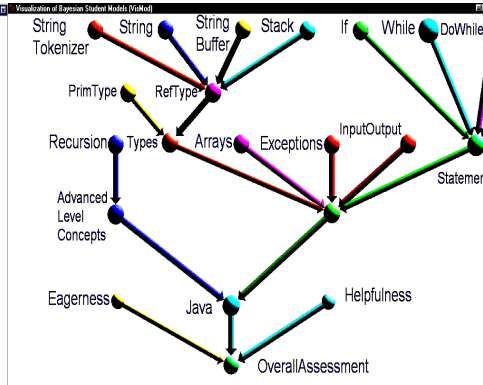 Visualization of Bayesian Student Models (VisMod)
String
Tokenizer
String
String
Buffer
Stack
If
While
DoWhile
PrimType
RefType
Recursion
Types
Arrays
Exceptions
InputOutput
Statemen
Advanced
Level
Concepts
Eagerness
Java
Helpfulness
OverallAssessment